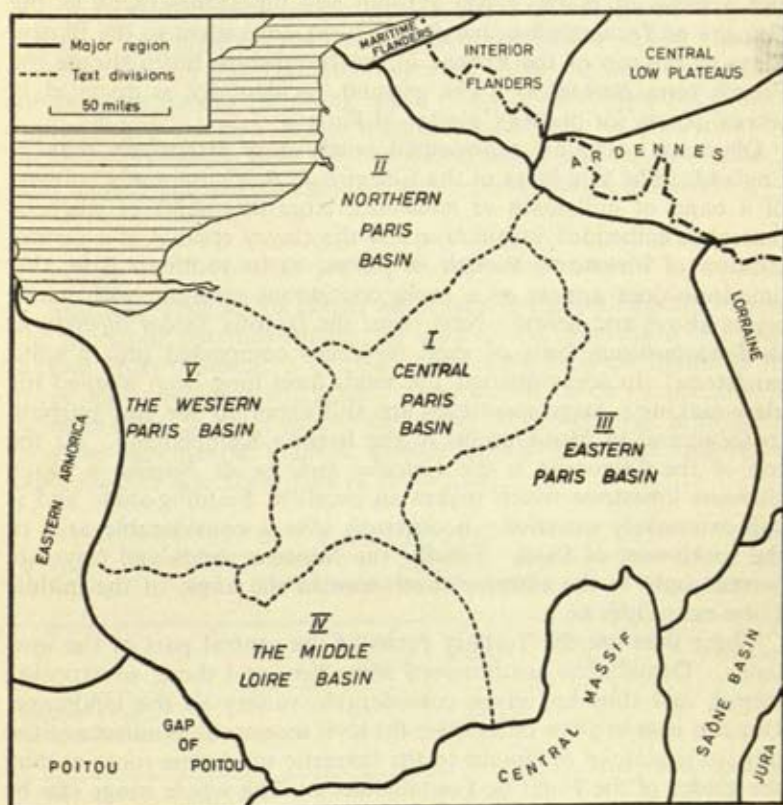 Major region
Text divisions
50 miles
MARITIME
FLANDERS
INTERIOR
FLANDERS
CENTRAL
LOW PLATEAUS
ARDENNES
II
NORTHERN
PARIS
BASIN
LORRAINE
I
CENTRAL
PARIS
BASIN
V
THE WESTERN
PARIS BASIN
III
EASTERN
PARIS BASIN
EASTERN ARMORICA
IV
THE MIDDLE
LOIRE BASIN
GAP
OF
POITOU
POITOU
CENTRAL MASSIF
SAÔNE BASIN
JURA